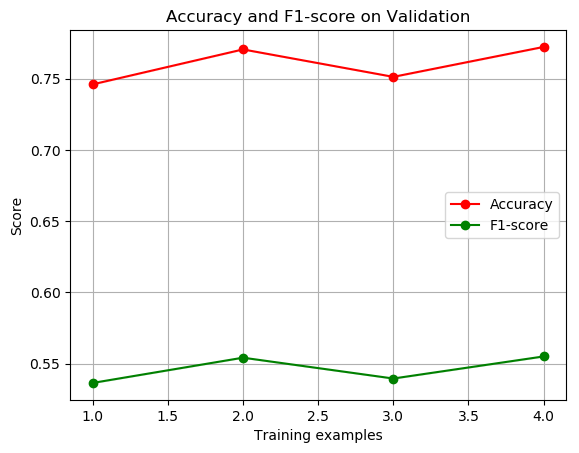 Accuracy and F1-score on Validation
Score
0.75
0.70
0.65
0.60
0.55
Accuracy
F1-score
1.0 1.5 2.0 2.5 3.0 3.5 4.0
Training examples